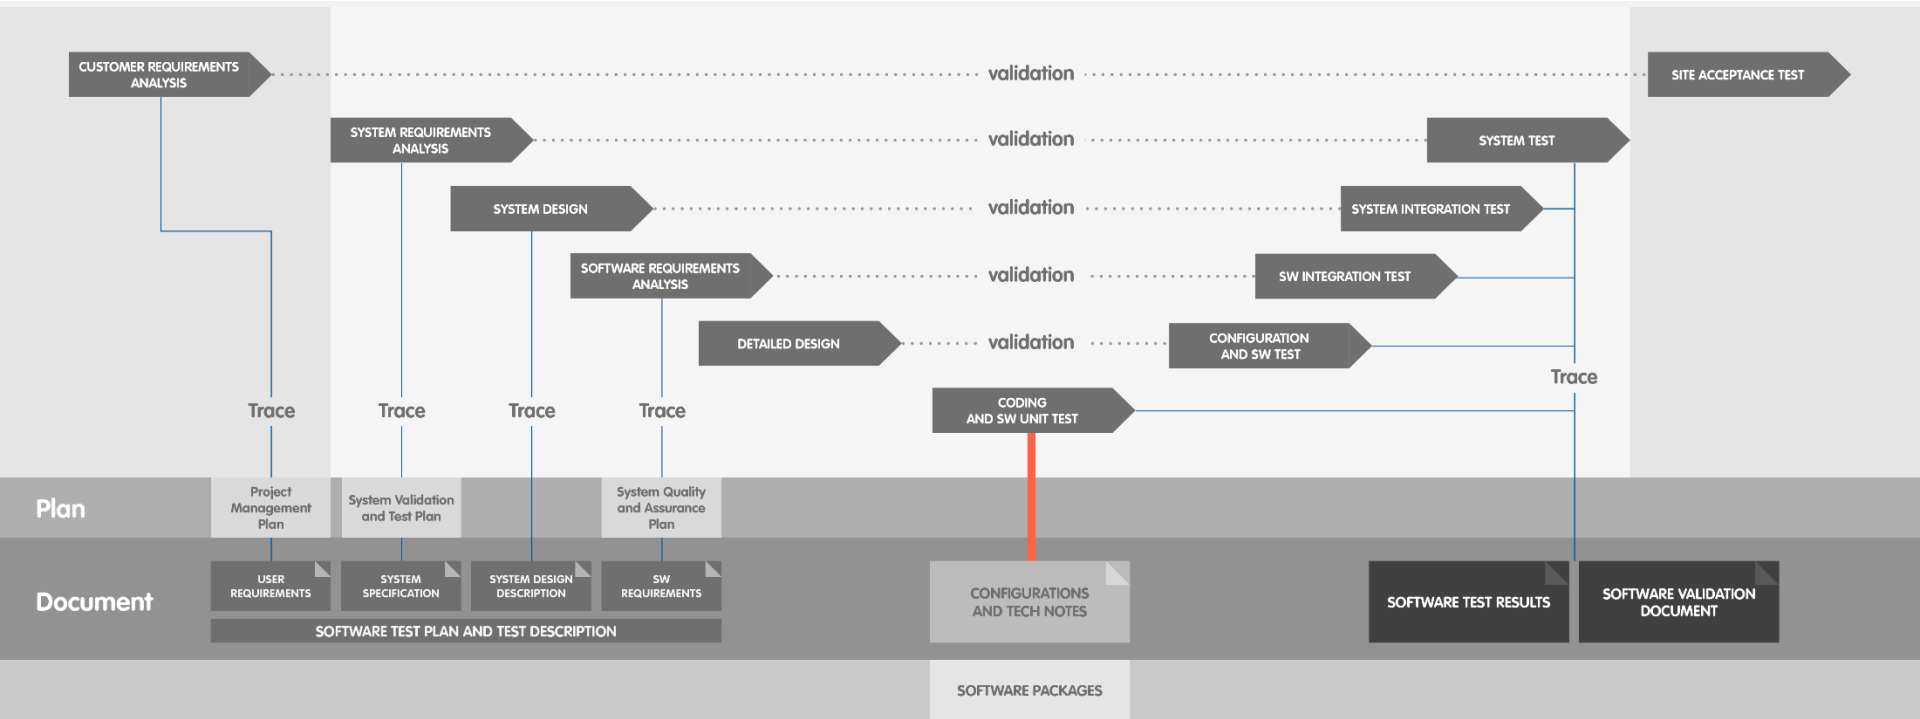 CUSTOMER REQUIREMENTS
ANALYSIS
validation
SITE ACCEPTANCE TEST
SYSTEM REQUIREMENTS
ANALYSIS
validation
SYSTEM TEST
SYSTEM DESIGN
validation
SYSTEM INTEGRATION TEST
SOFTWARE REQUIREMENTS
ANALYSIS
validation
SW INTEGRATION TEST
DETAILED DESIGN
validation
CONFIGURATION
AND SW TEST
Trace
CODING
AND SW UNIT TEST
Trace
Trace
Trace
Trace
Plan
Project
Management
Plan
System Validation
and Test Plan
System Quality
and Assurance
Plan
Document
USER
REQUIREMENTS
SYSTEM
SPECIFICATION
SYSTEM DESIGN
DESCRIPTION
SW
REQUIREMENTS
SOFTWARE TEST PLAN AND TEST DESCRIPTION
CONFIGURATIONS
AND TECH NOTES
SOFTWARE TEST RESULTS
SOFTWARE VALIDATION
DOCUMENT
SOFTWARE PACKAGES